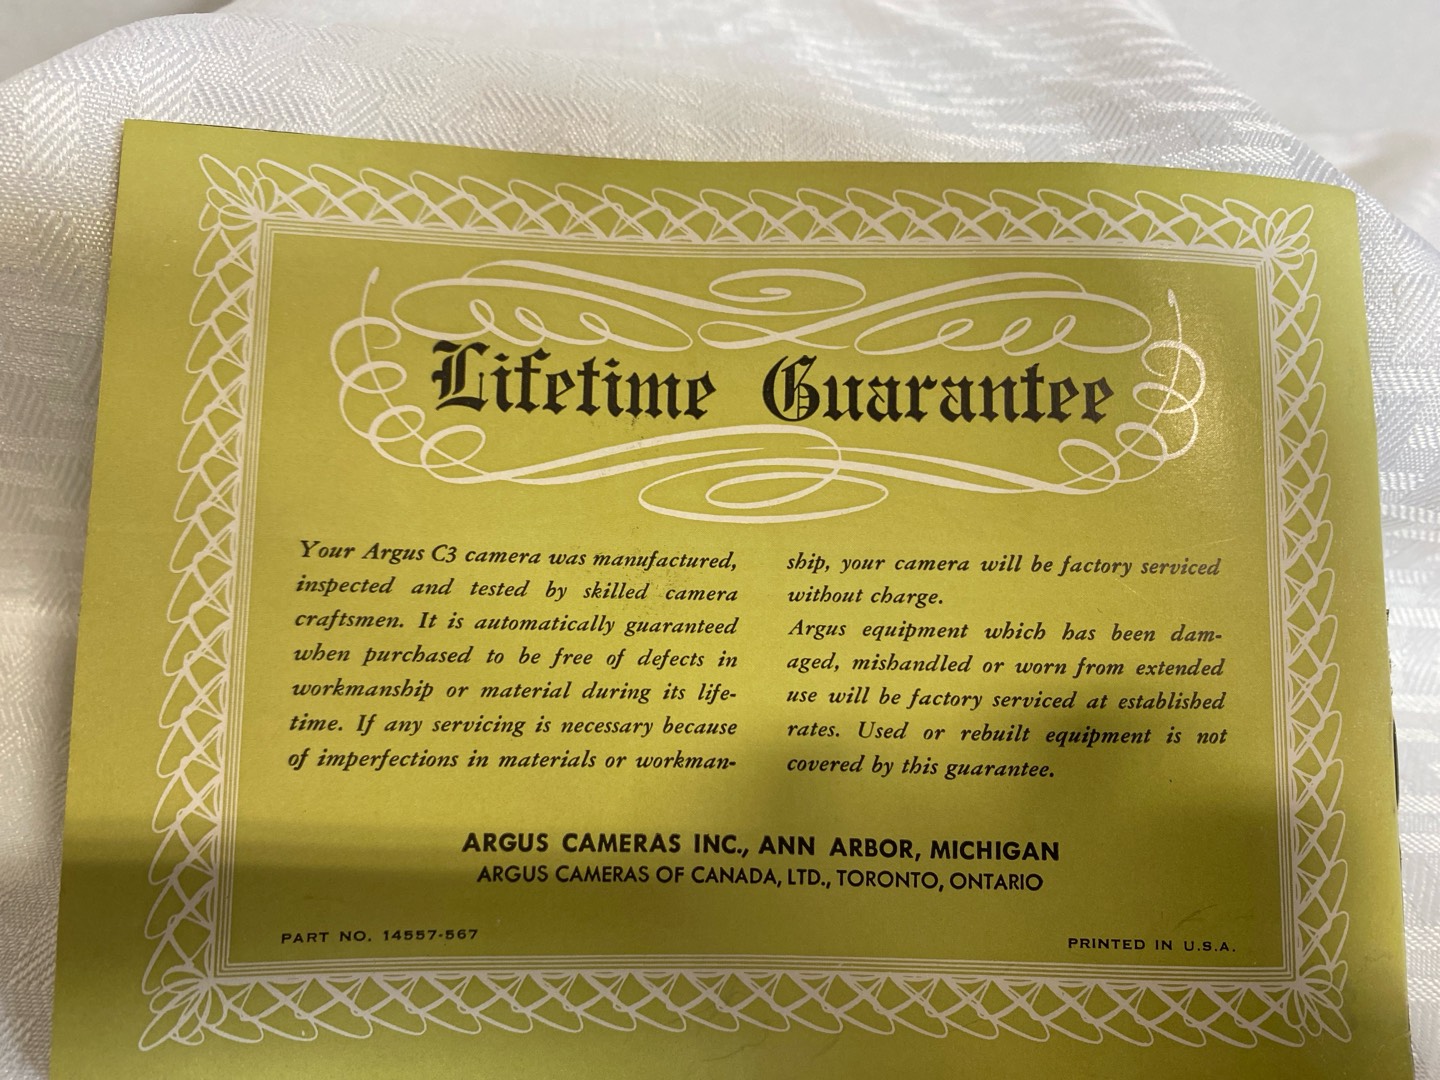 Lifetime Guarantee
Your Argus C3 camera was manufactured,
inspected and tested by skilled camera
craftsmen. It is automatically guaranteed
when purchased to be free of defects in
workmanship or material during its life-
time. If any servicing is necessary because
of imperfections in materials or workman-
ship, your camera will be factory serviced
without charge.
Argus equipment which has been dam-
aged, mishandled or worn from extended
use will be factory serviced at established
rates. Used or rebuilt equipment is not
covered by this guarantee.
ARGUS CAMERAS INC., ANN ARBOR, MICHIGAN
ARGUS CAMERAS OF CANADA, LTD., TORONTO, ONTARIO
PART NO. 14557-567
PRINTED IN U.S.A.